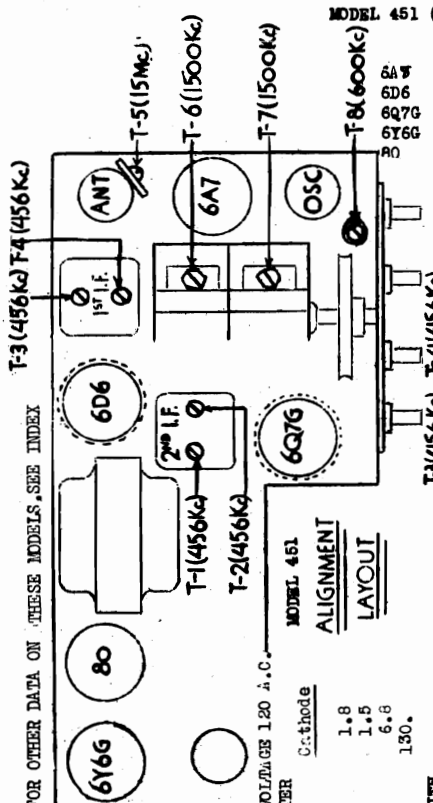 MODEL 451 (
6A7
6D6
6Q7G
6Y6G
80
T-3(456Kc)
T-4(456Kc)
T-5(15Mc)
T-6(1500Kc)
T-7(1500Kc)
T-8(600Kc)
ANT
6A7
OSC
1ST I.F.
6D6
2ND I.F.
6Q7G
T-1(456Kc)
T-2(456Kc)
80
6Y6G
FOR OTHER DATA ON THESE MODELS, SEE INDEX
MODEL 451
ALIGNMENT
LAYOUT
VOLTAGE 120 A.C.
Cathode
1.8
1.5
6.8
130.